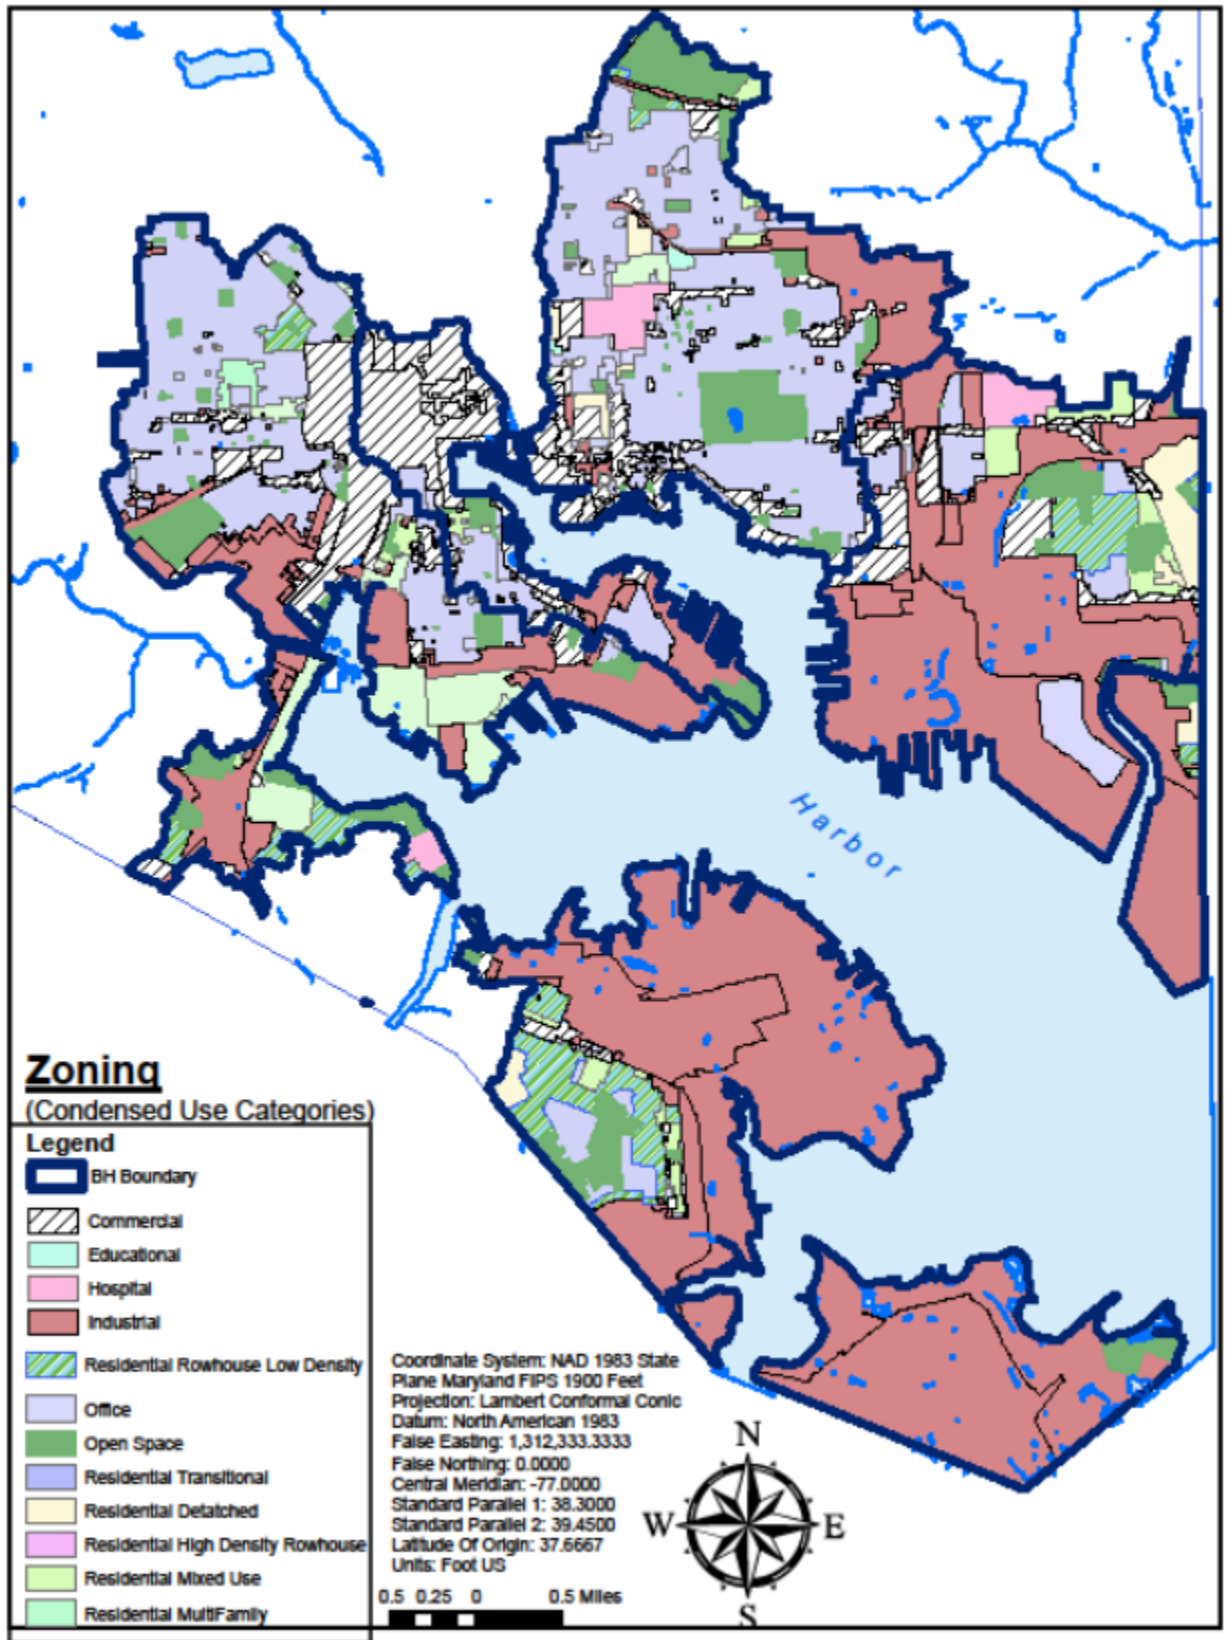 Harbor
Zoning
(Condensed Use Categories)
Legend
BH Boundary
Commercial
Educational
Hospital
Industrial
Residential Rowhouse Low Density
Office
Open Space
Residential Transitional
Residential Detatched
Residential High Density Rowhouse
Residential Mixed Use
Residential MultiFamily
Coordinate System: NAD 1983 State
Plane Maryland FIPS 1900 Feet
Projection: Lambert Conformal Conic
Datum: North American 1983
False Easting: 1,312,333.3333
False Northing: 0.0000
Central Meridian: -77.0000
Standard Parallel 1: 38.3000
Standard Parallel 2: 39.4500
Latitude Of Origin: 37.6667
Units: Foot US
0.5 0.25 0 0.5 Miles
N
W E
S